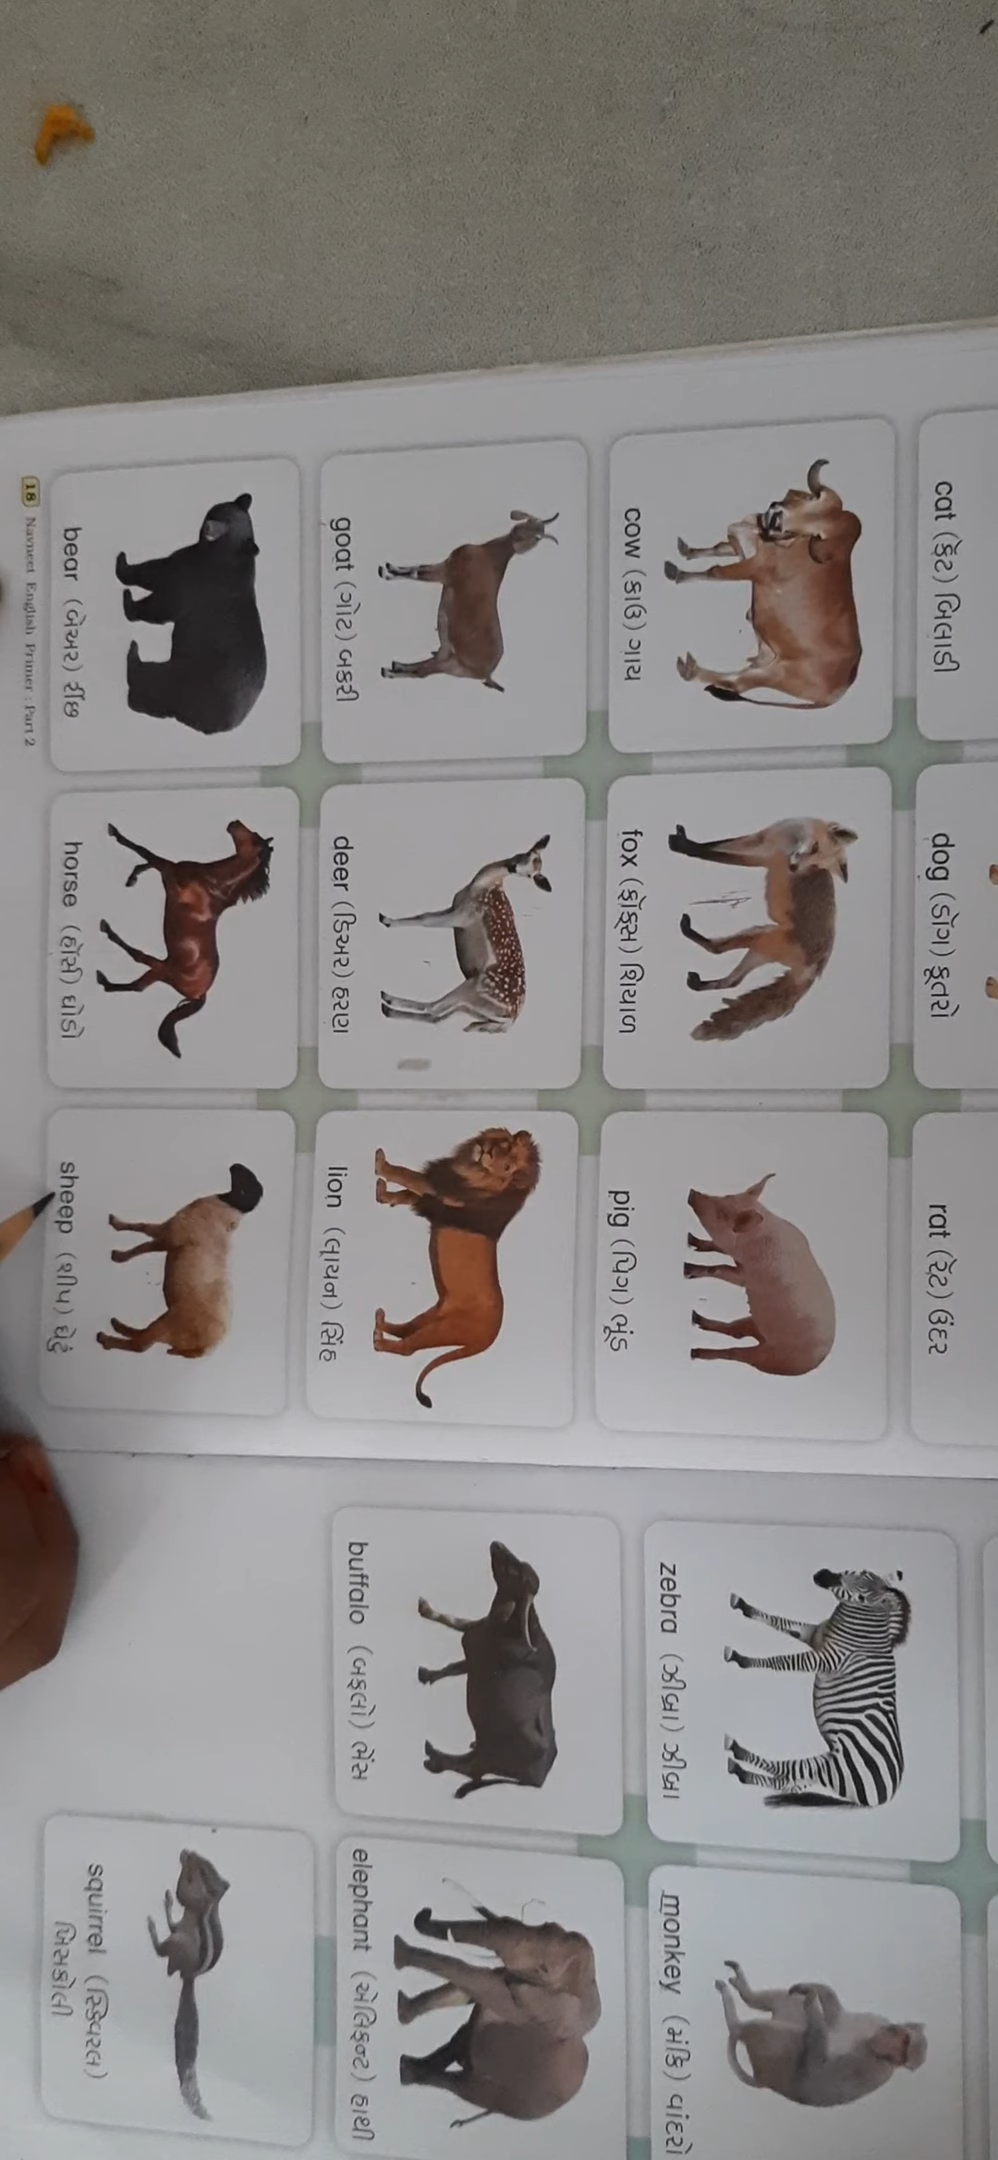 cat (કૅટ) બિલાડી
dog (ડૉગ) કૂતરો
rat (રૅટ) ઉંદર
cow (કાઉ) ગાય
fox (ફૉક્સ) શિયાળ
pig (પિગ) ભૂંડ
goat (ગોટ) બકરી
deer (ડિઅર) હરણ
lion (લાયન) સિંહ
bear (બેઅર) રીંછ
horse (હૉર્સ) ઘોડો
sheep (શીપ) ઘેટું
18 Navneet English Primer : Part 2
zebra (ઝીબ્રા) ઝીબ્રા
monkey (મંકિ) વાંદરો
buffalo (બફલો) ભેંસ
elephant (એલિફન્ટ) હાથી
squirrel (સ્ક્વિરલ)
ખિસકોલી